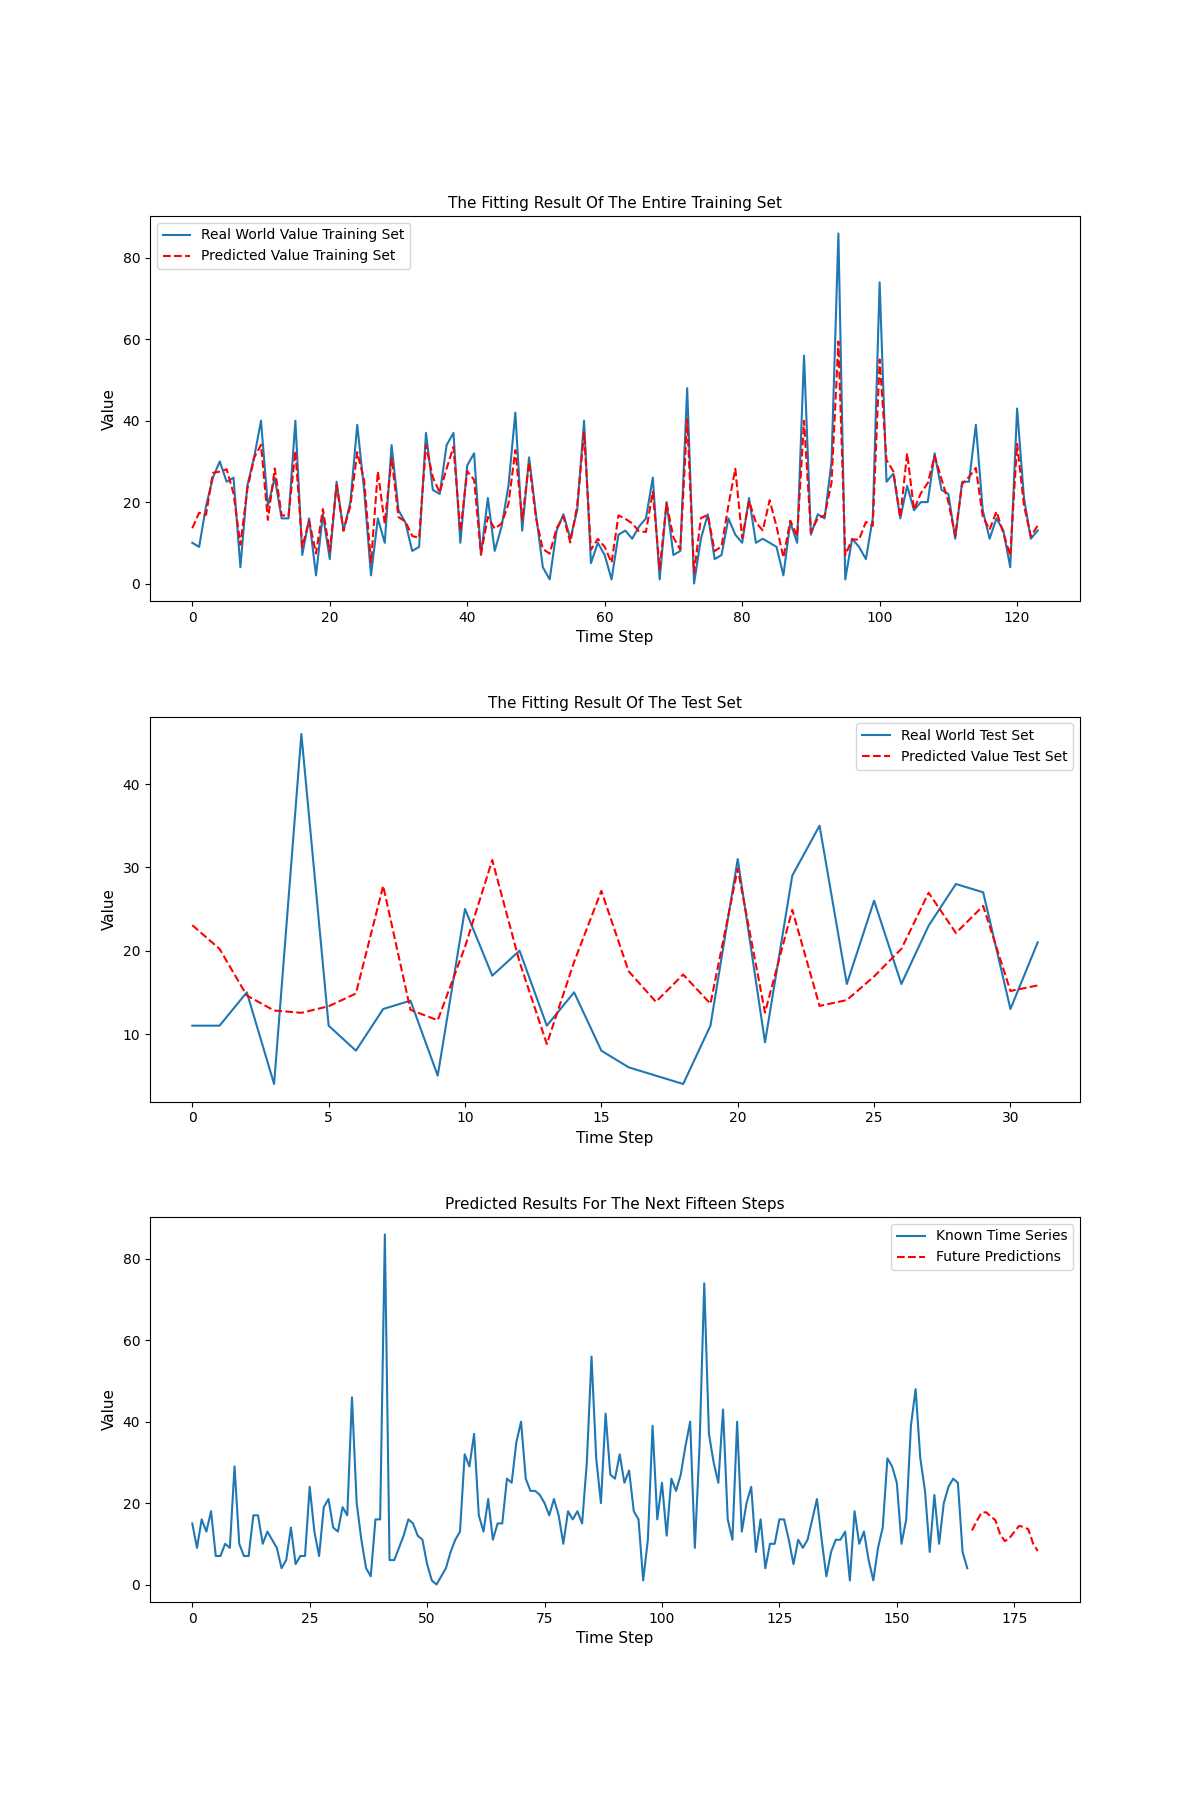 The Fitting Result Of The Entire Training Set
Real World Value Training Set
Predicted Value Training Set
Value
80
60
40
20
0
0 20 40 60 80 100 120
Time Step
The Fitting Result Of The Test Set
Real World Test Set
Predicted Value Test Set
Value
40
30
20
10
0 5 10 15 20 25 30
Time Step
Predicted Results For The Next Fifteen Steps
Known Time Series
Future Predictions
Value
80
60
40
20
0
0 25 50 75 100 125 150 175
Time Step